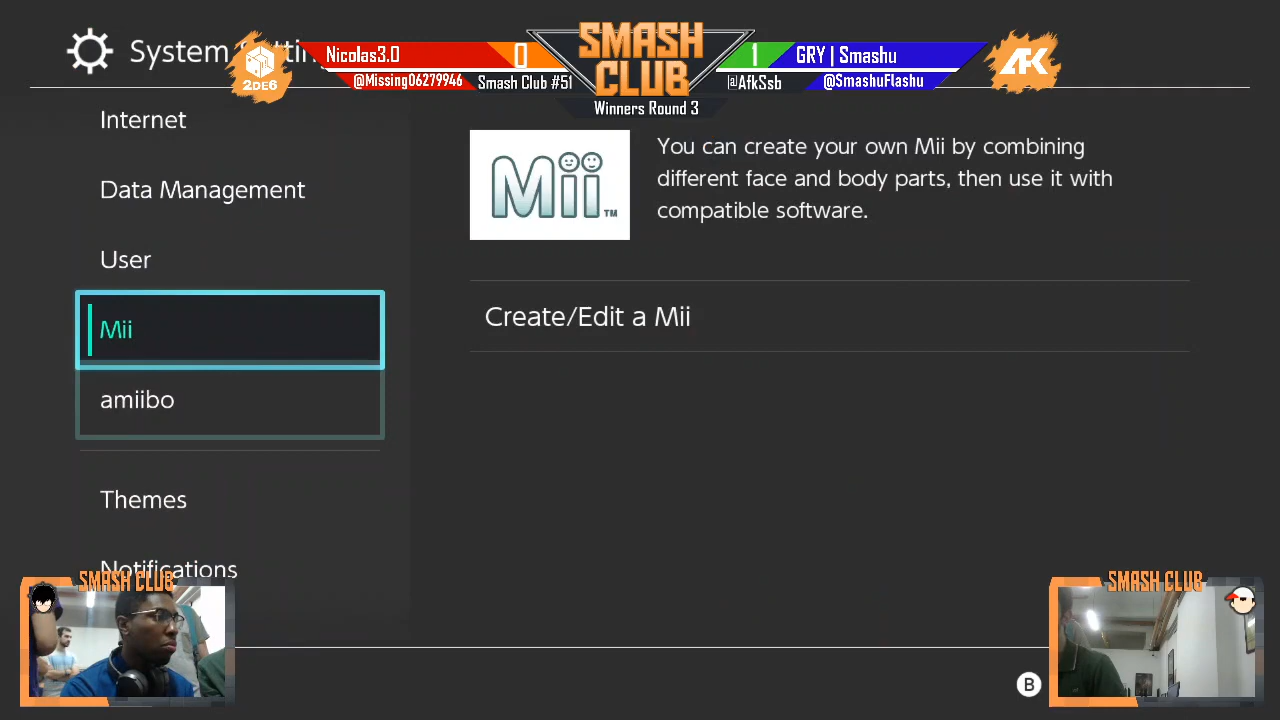 System
Nicolas3.0
0
SMASH
CLUB
1
GRY | Smashu
AFK
2DE6
@Missing06279946
Smash Club #51
|@AfkSsb
@SmashuFlashu
Winners Round 3
Internet
Data Management
User
Mii
amiibo
Themes
Notifications
Mii™
You can create your own Mii by combining
different face and body parts, then use it with
compatible software.
Create/Edit a Mii
SMASH CLUB
SMASH CLUB
B